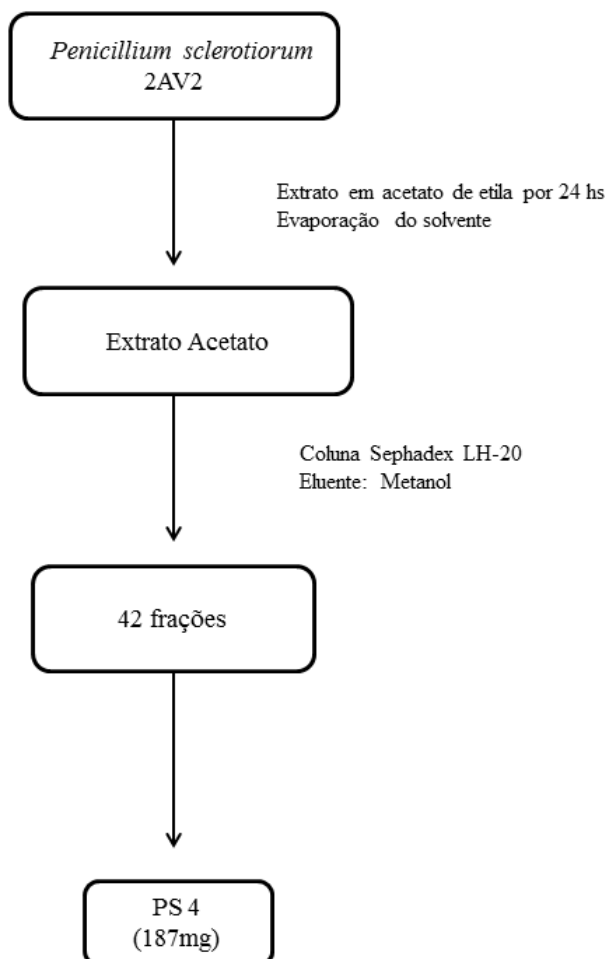 Penicillium sclerotiorum
2AV2
Extrato em acetato de etila por 24 hs
Evaporação do solvente
Extrato Acetato
Coluna Sephadex LH-20
Eluente: Metanol
42 frações
PS 4
(187mg)